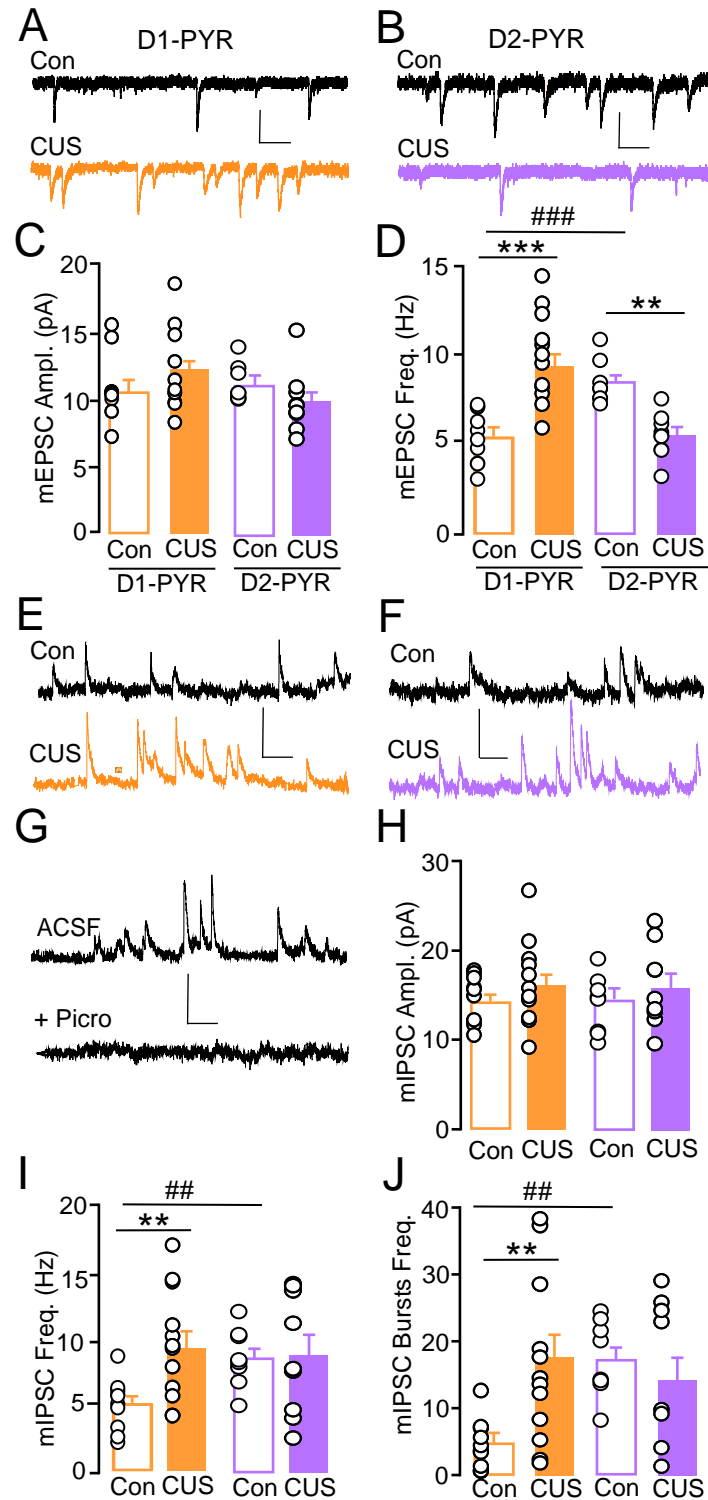 A
D1-PYR
Con
CUS
B
D2-PYR
Con
CUS
C
mEPSC Ampl. (pA)
20
15
10
5
0
Con CUS Con CUS
D1-PYR D2-PYR
D
mEPSC Freq. (Hz)
###
*** **
15
10
5
0
Con CUS Con CUS
D1-PYR D2-PYR
E
Con
CUS
F
Con
CUS
G
ACSF
+ Picro
H
mIPSC Ampl. (pA)
30
20
10
0
Con CUS Con CUS
I
mIPSC Freq. (Hz)
##
**
20
15
10
5
0
Con CUS Con CUS
J
mIPSC Bursts Freq.
##
**
40
30
20
10
0
Con CUS Con CUS